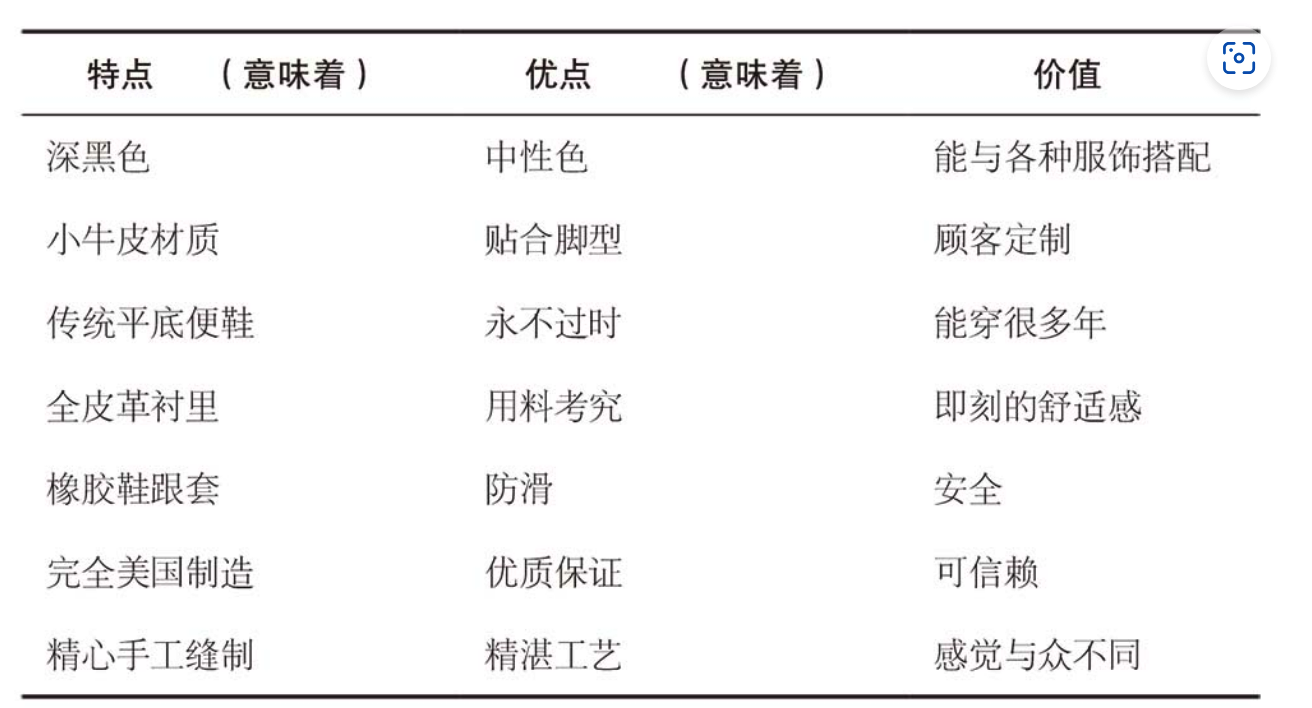 特点 （意味着） 优点 （意味着） 价值
深黑色 中性色 能与各种服饰搭配
小牛皮材质 贴合脚型 顾客定制
传统平底便鞋 永不过时 能穿很多年
全皮革衬里 用料考究 即刻的舒适感
橡胶鞋跟套 防滑 安全
完全美国制造 优质保证 可信赖
精心手工缝制 精湛工艺 感觉与众不同